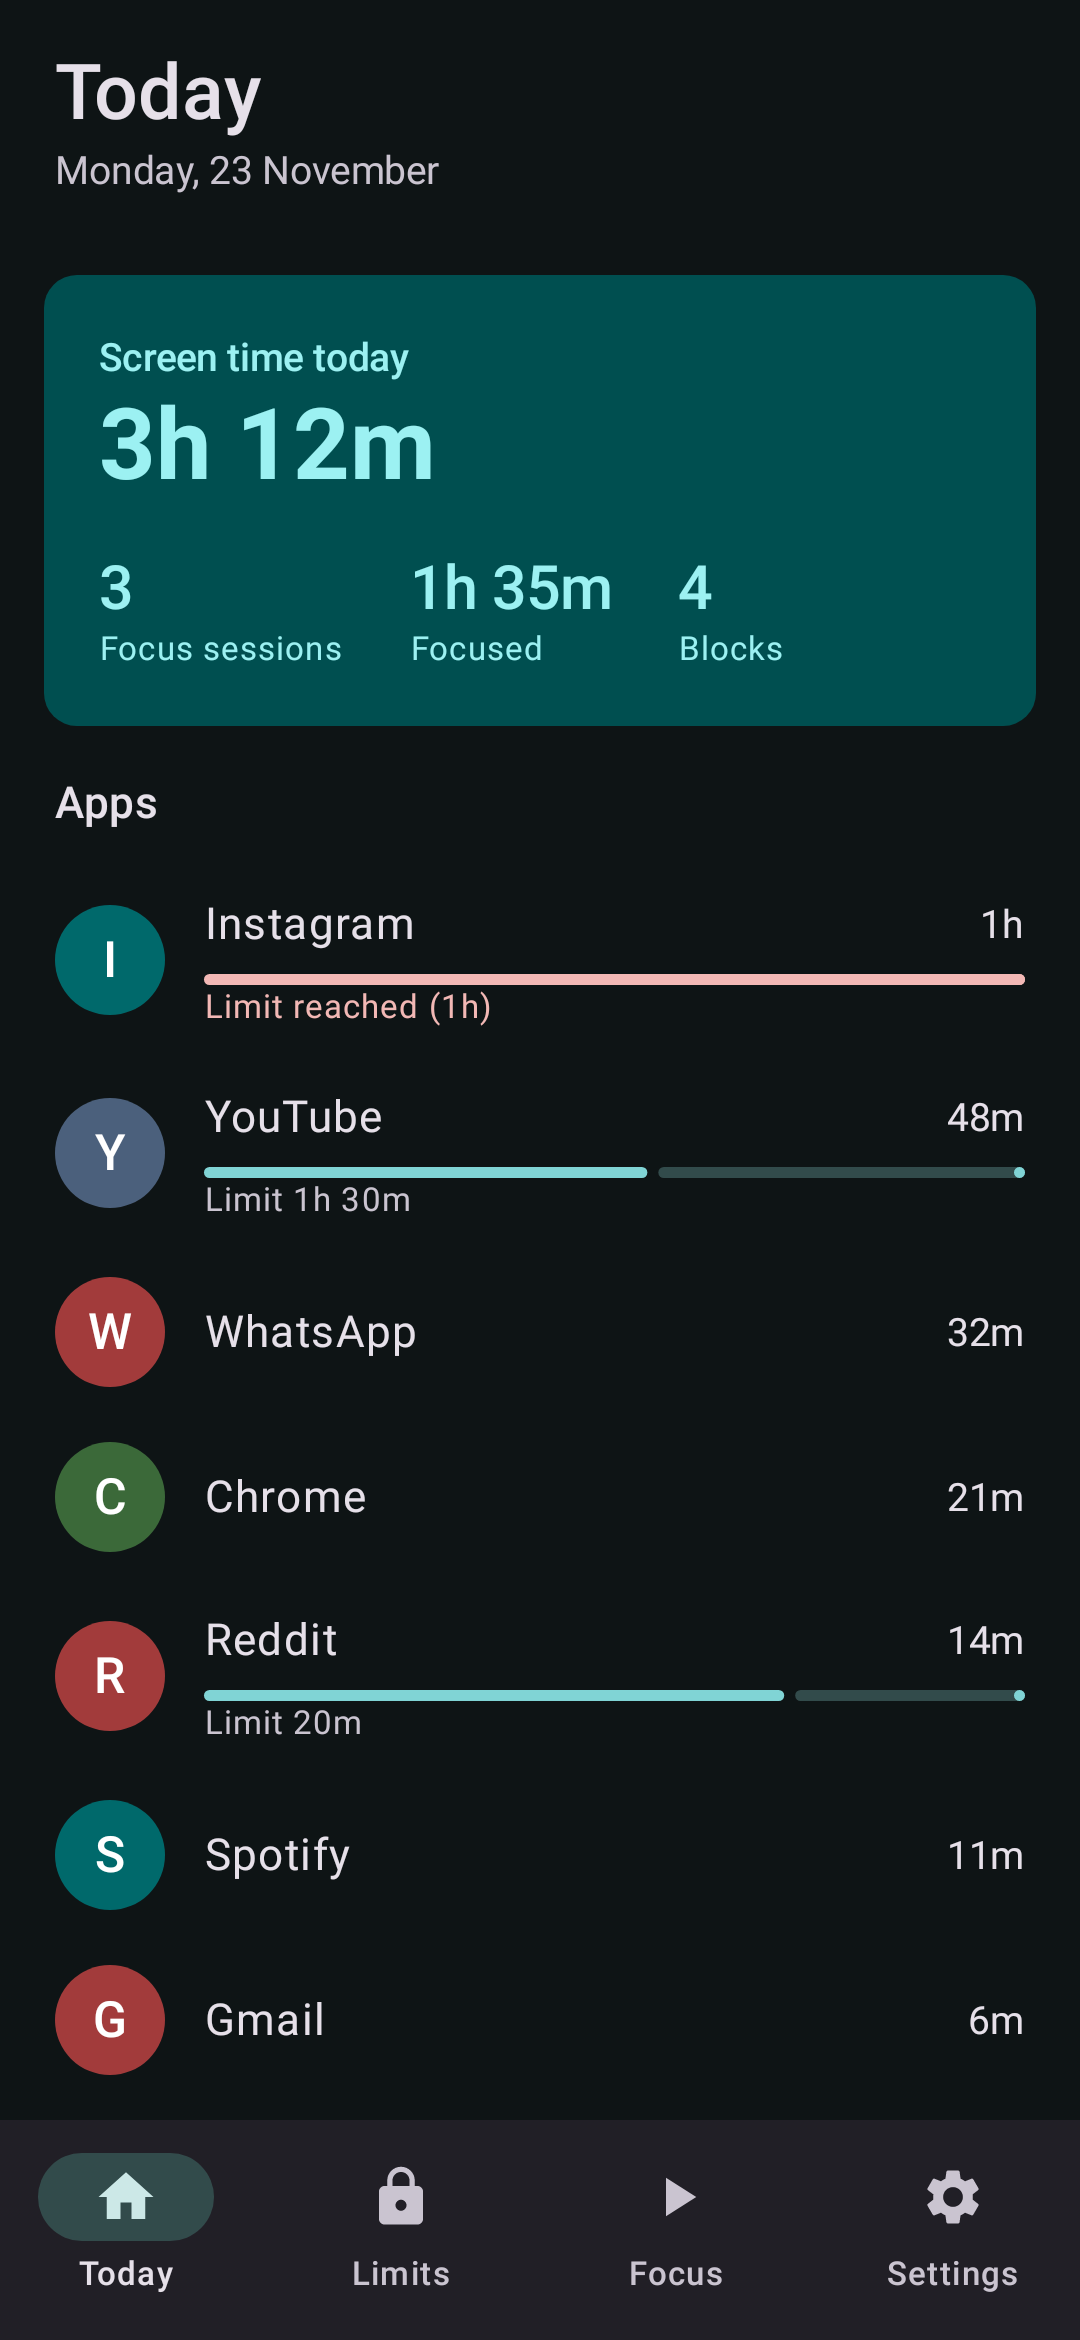 Today
Monday, 23 November
Screen time today
3h 12m
3 1h 35m 4
Focus sessions Focused Blocks
Apps
I Instagram 1h
Limit reached (1h)
Y YouTube 48m
Limit 1h 30m
W WhatsApp 32m
C Chrome 21m
R Reddit 14m
Limit 20m
S Spotify 11m
G Gmail 6m
Today Limits Focus Settings